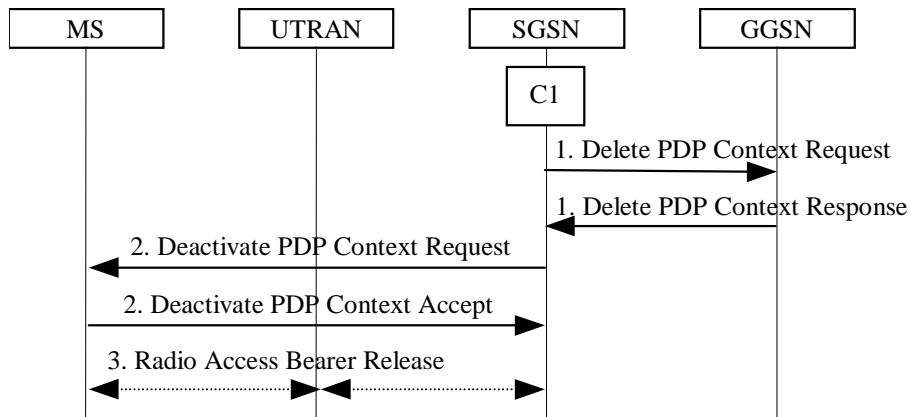 MS UTRAN SGSN GGSN
C1
1. Delete PDP Context Request
1. Delete PDP Context Response
2. Deactivate PDP Context Request
2. Deactivate PDP Context Accept
3. Radio Access Bearer Release